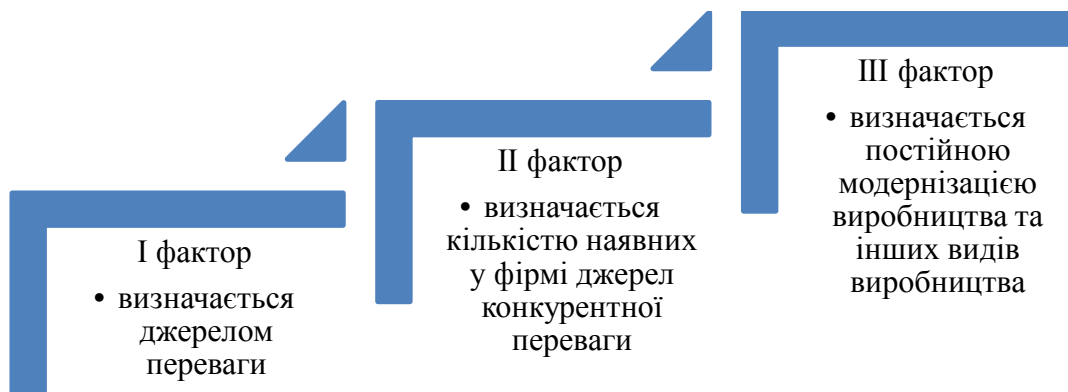 I фактор
• визначається
джерелом
переваги
II фактор
• визначається
кількістю наявних
у фірмі джерел
конкурентної
переваги
III фактор
• визначається
постійною
модернізацією
виробництва та
інших видів
виробництва